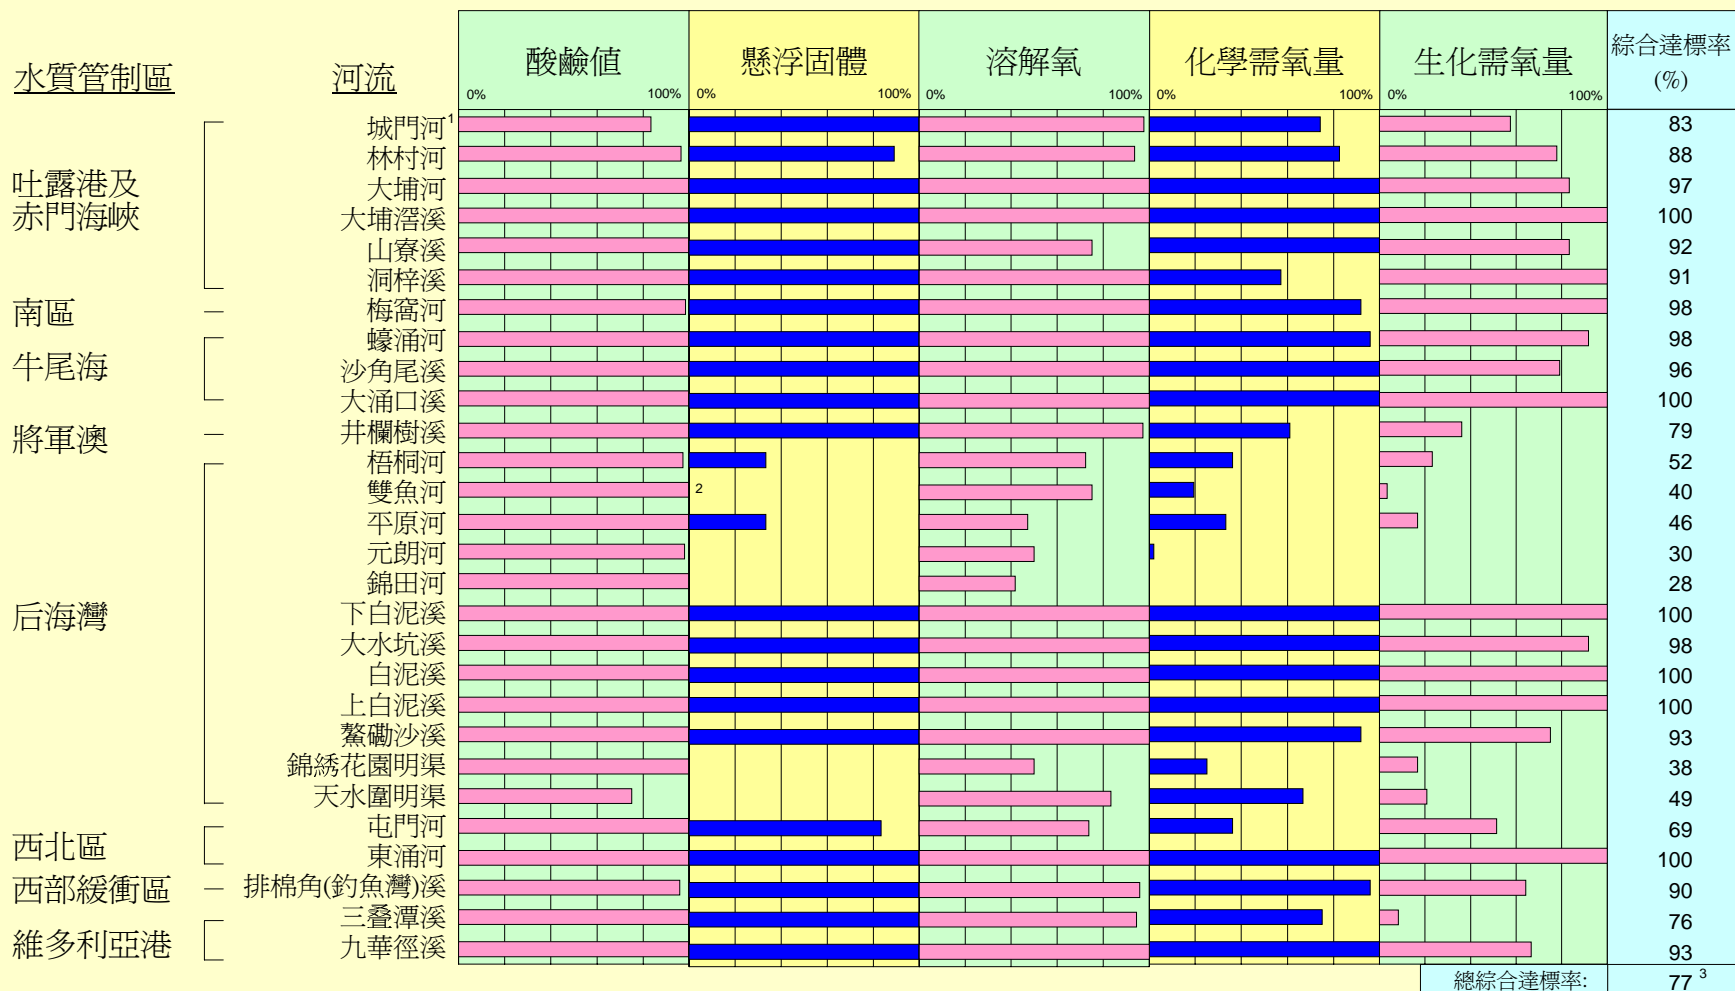 水質管制區 河流 酸鹼值 懸浮固體 溶解氧 化學需氧量 生化需氧量 綜合達標率
(%)
0% 100% 0% 100% 0% 100% 0% 100% 0% 100%
城門河1 83
林村河 88
吐露港及
赤門海峽
大埔河 97
大埔滘溪 100
山寮溪 92
洞梓溪 91
南區 梅窩河 98
蠔涌河 98
牛尾海 沙角尾溪 96
大涌口溪 100
將軍澳 井欄樹溪 79
梧桐河 52
雙魚河 2 40
平原河 46
元朗河 30
錦田河 28
后海灣 下白泥溪 100
大水坑溪 98
白泥溪 100
上白泥溪 100
鰲磡沙溪 93
錦綉花園明渠 38
天水圍明渠 49
屯門河 69
西北區 東涌河 100
西部緩衝區 排棉角(釣魚灣)溪 90
三疊潭溪 76
維多利亞港 九華徑溪 93
總綜合達標率: 77 3